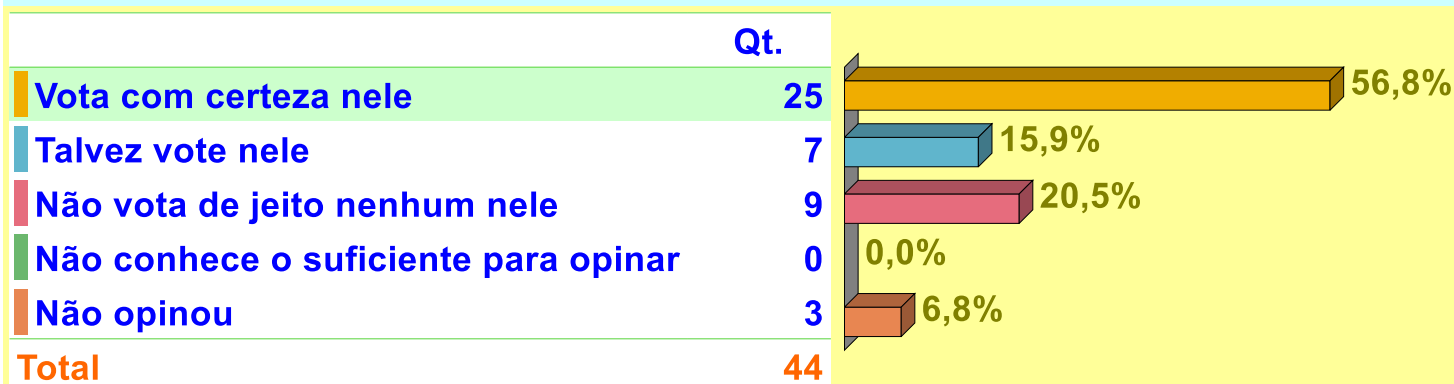 Qt.
Vota com certeza nele 25 56,8%
Talvez vote nele 7 15,9%
Não vota de jeito nenhum nele 9 20,5%
Não conhece o suficiente para opinar 0 0,0%
Não opinou 3 6,8%
Total 44